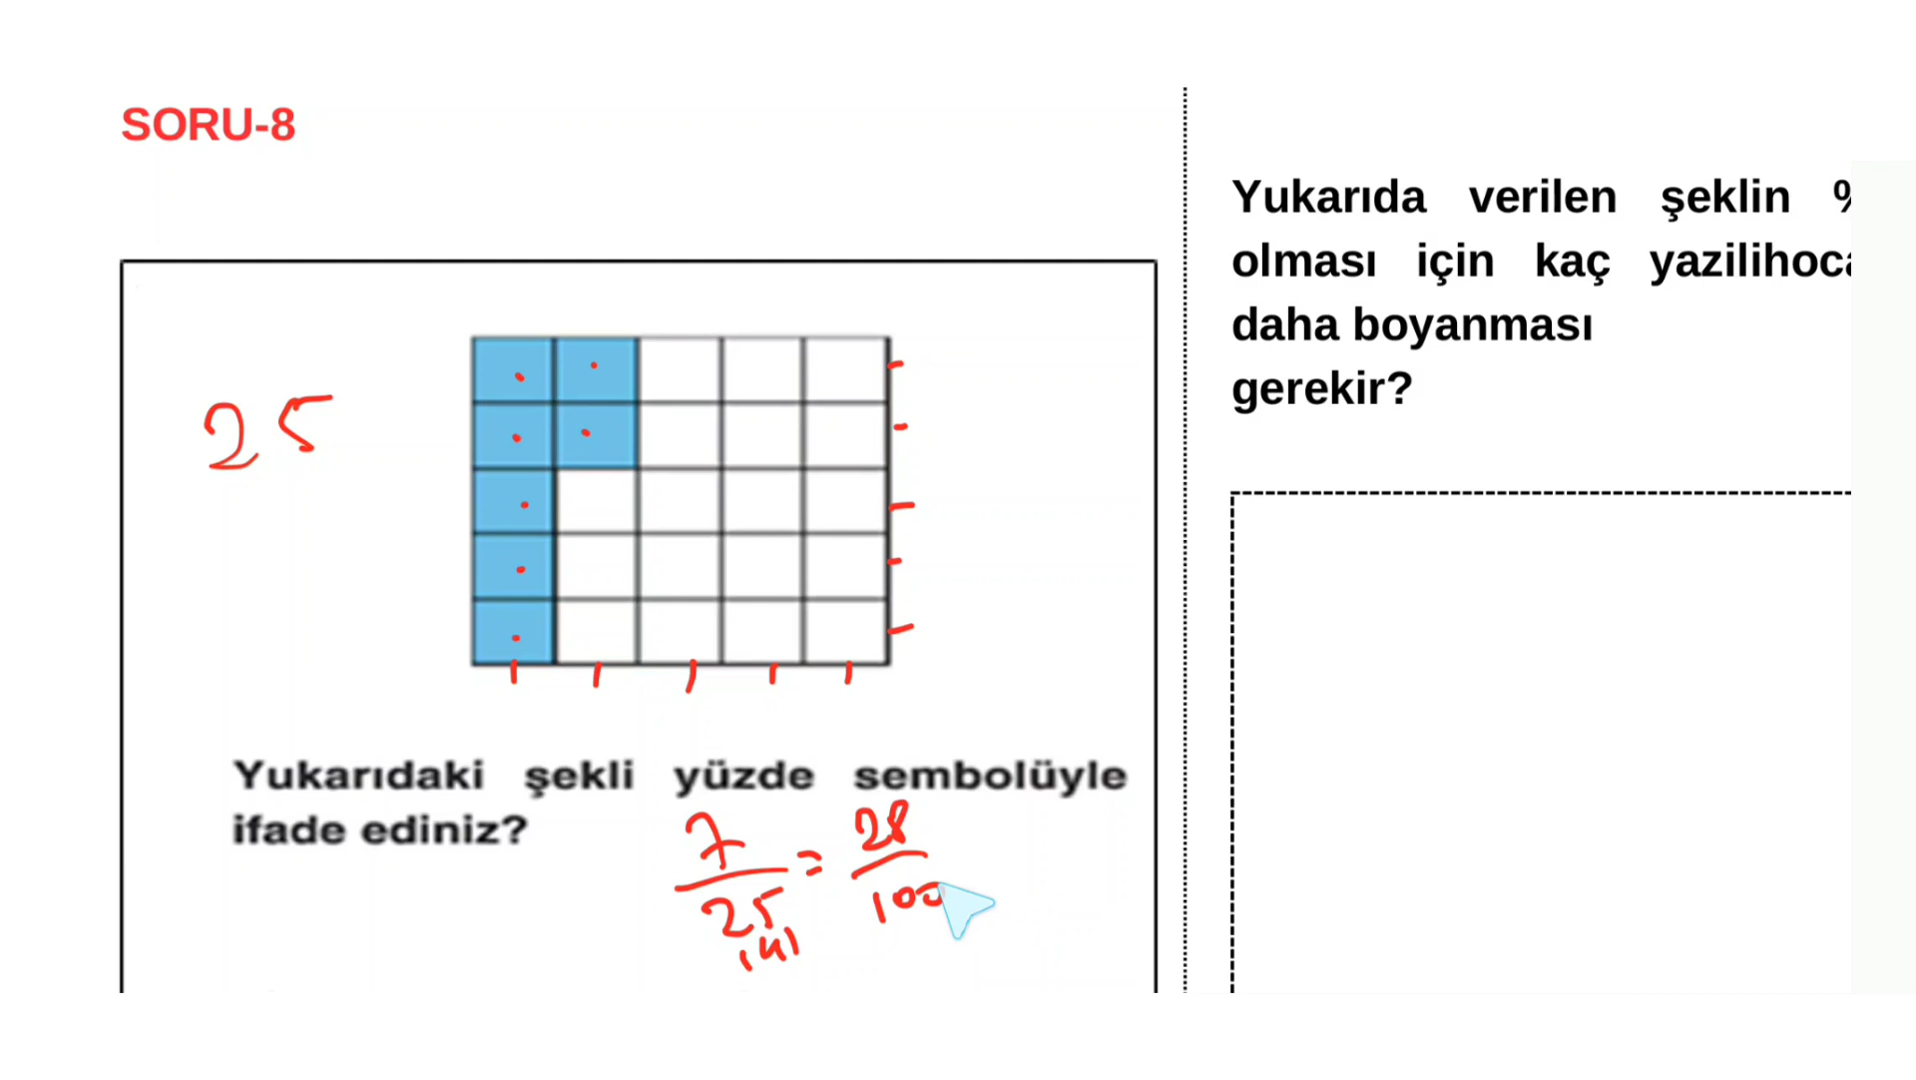 SORU-8
25
Yukarıdaki şekli yüzde sembolüyle
ifade ediniz?
7/25 = 28/100
(4)
Yukarıda verilen şeklin %
olması için kaç yazilihoca
daha boyanması
gerekir?